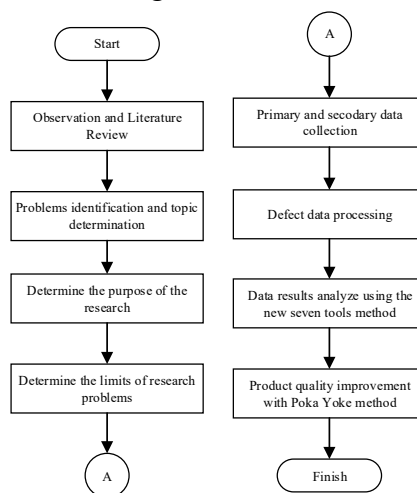 Start
Observation and Literature
Review
Problems identification and topic
determination
Determine the purpose of the
research
Determine the limits of research
problems
A
A
Primary and secodary data
collection
Defect data processing
Data results analyze using the
new seven tools method
Product quality improvement
with Poka Yoke method
Finish